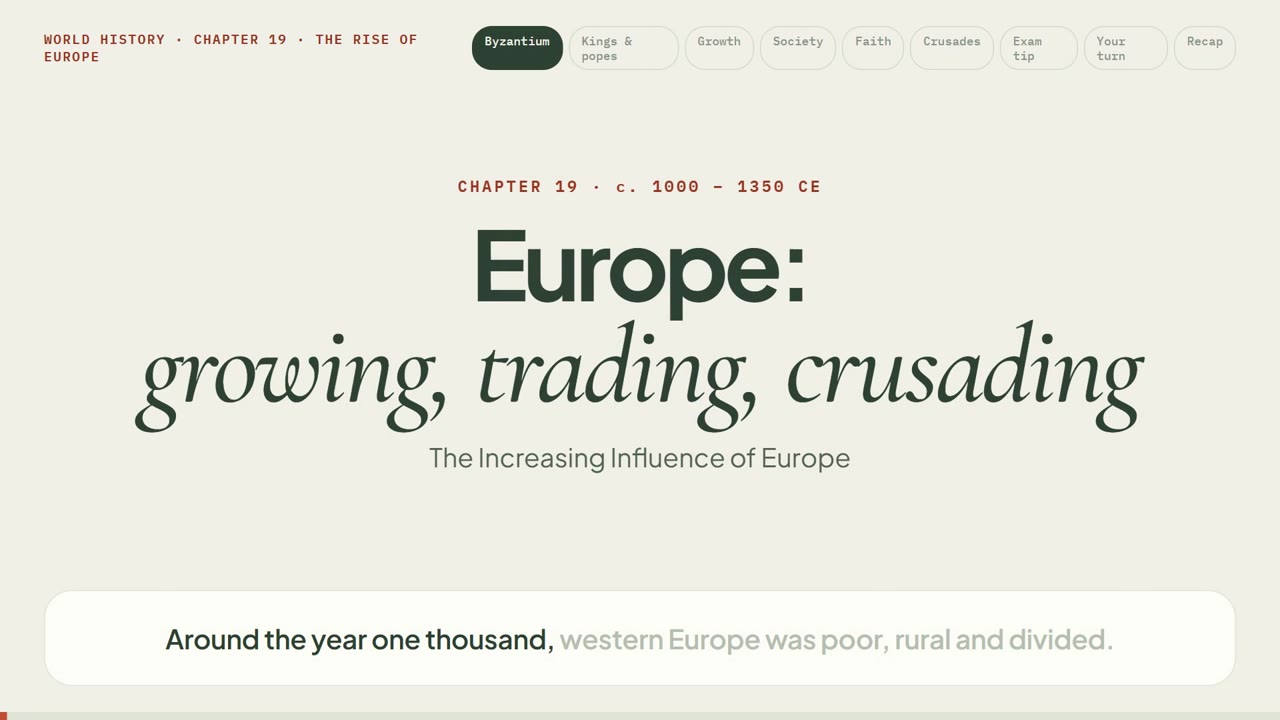 WORLD HISTORY · CHAPTER 19 · THE RISE OF
EUROPE
Byzantium
Kings &
popes
Growth
Society
Faith
Crusades
Exam
tip
Your
turn
Recap
CHAPTER 19 · c. 1000 – 1350 CE
Europe:
growing, trading, crusading
The Increasing Influence of Europe
Around the year one thousand, western Europe was poor, rural and divided.